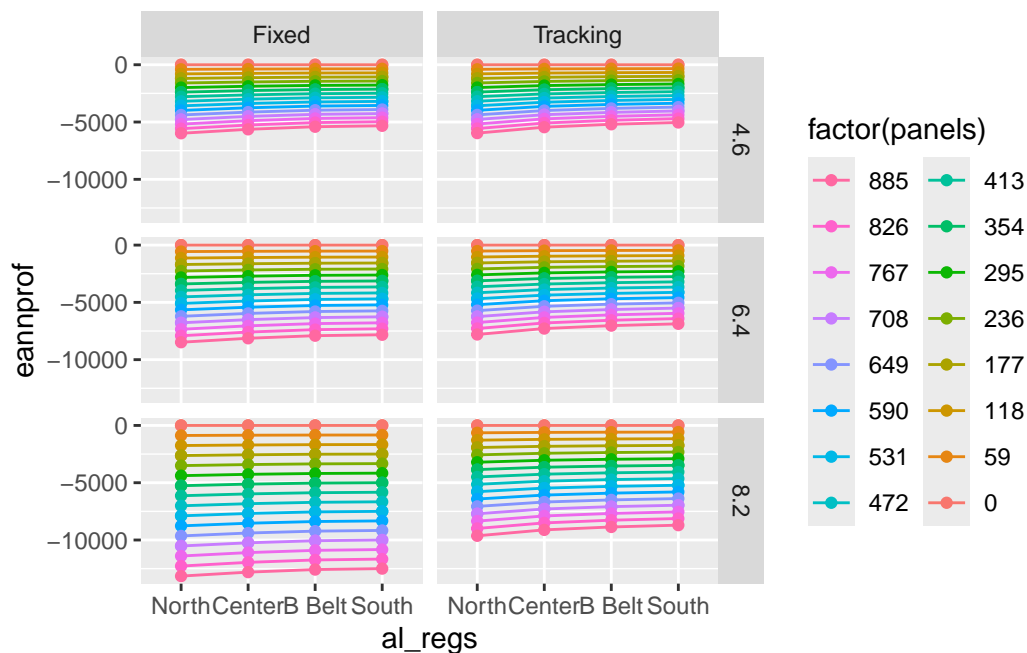 Fixed
Tracking
0
−5000
−10000
4.6
0
−5000
−10000
6.4
0
−5000
−10000
8.2
eannprof
North Center B Belt South
North Center B Belt South
al_regs
factor(panels)
885 413
826 354
767 295
708 236
649 177
590 118
531 59
472 0